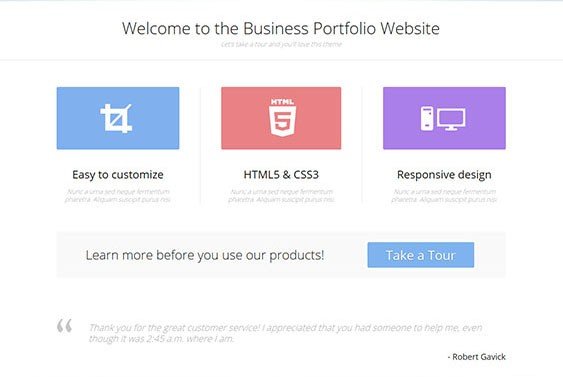 Welcome to the Business Portfolio Website
Let's take a tour and you'll love this theme
HTML
5
Easy to customize
Nunc a urna sed neque fermentum
pharetra. Aliquam suscipit purus nisi.
HTML5 & CSS3
Nunc a urna sed neque fermentum
pharetra. Aliquam suscipit purus nisi.
Responsive design
Nunc a urna sed neque fermentum
pharetra. Aliquam suscipit purus nisi.
Learn more before you use our products!
Take a Tour
“ Thank you for the great customer service! I appreciated that you had someone to help me, even
though it was 2:45 a.m. where I am.
- Robert Gavick